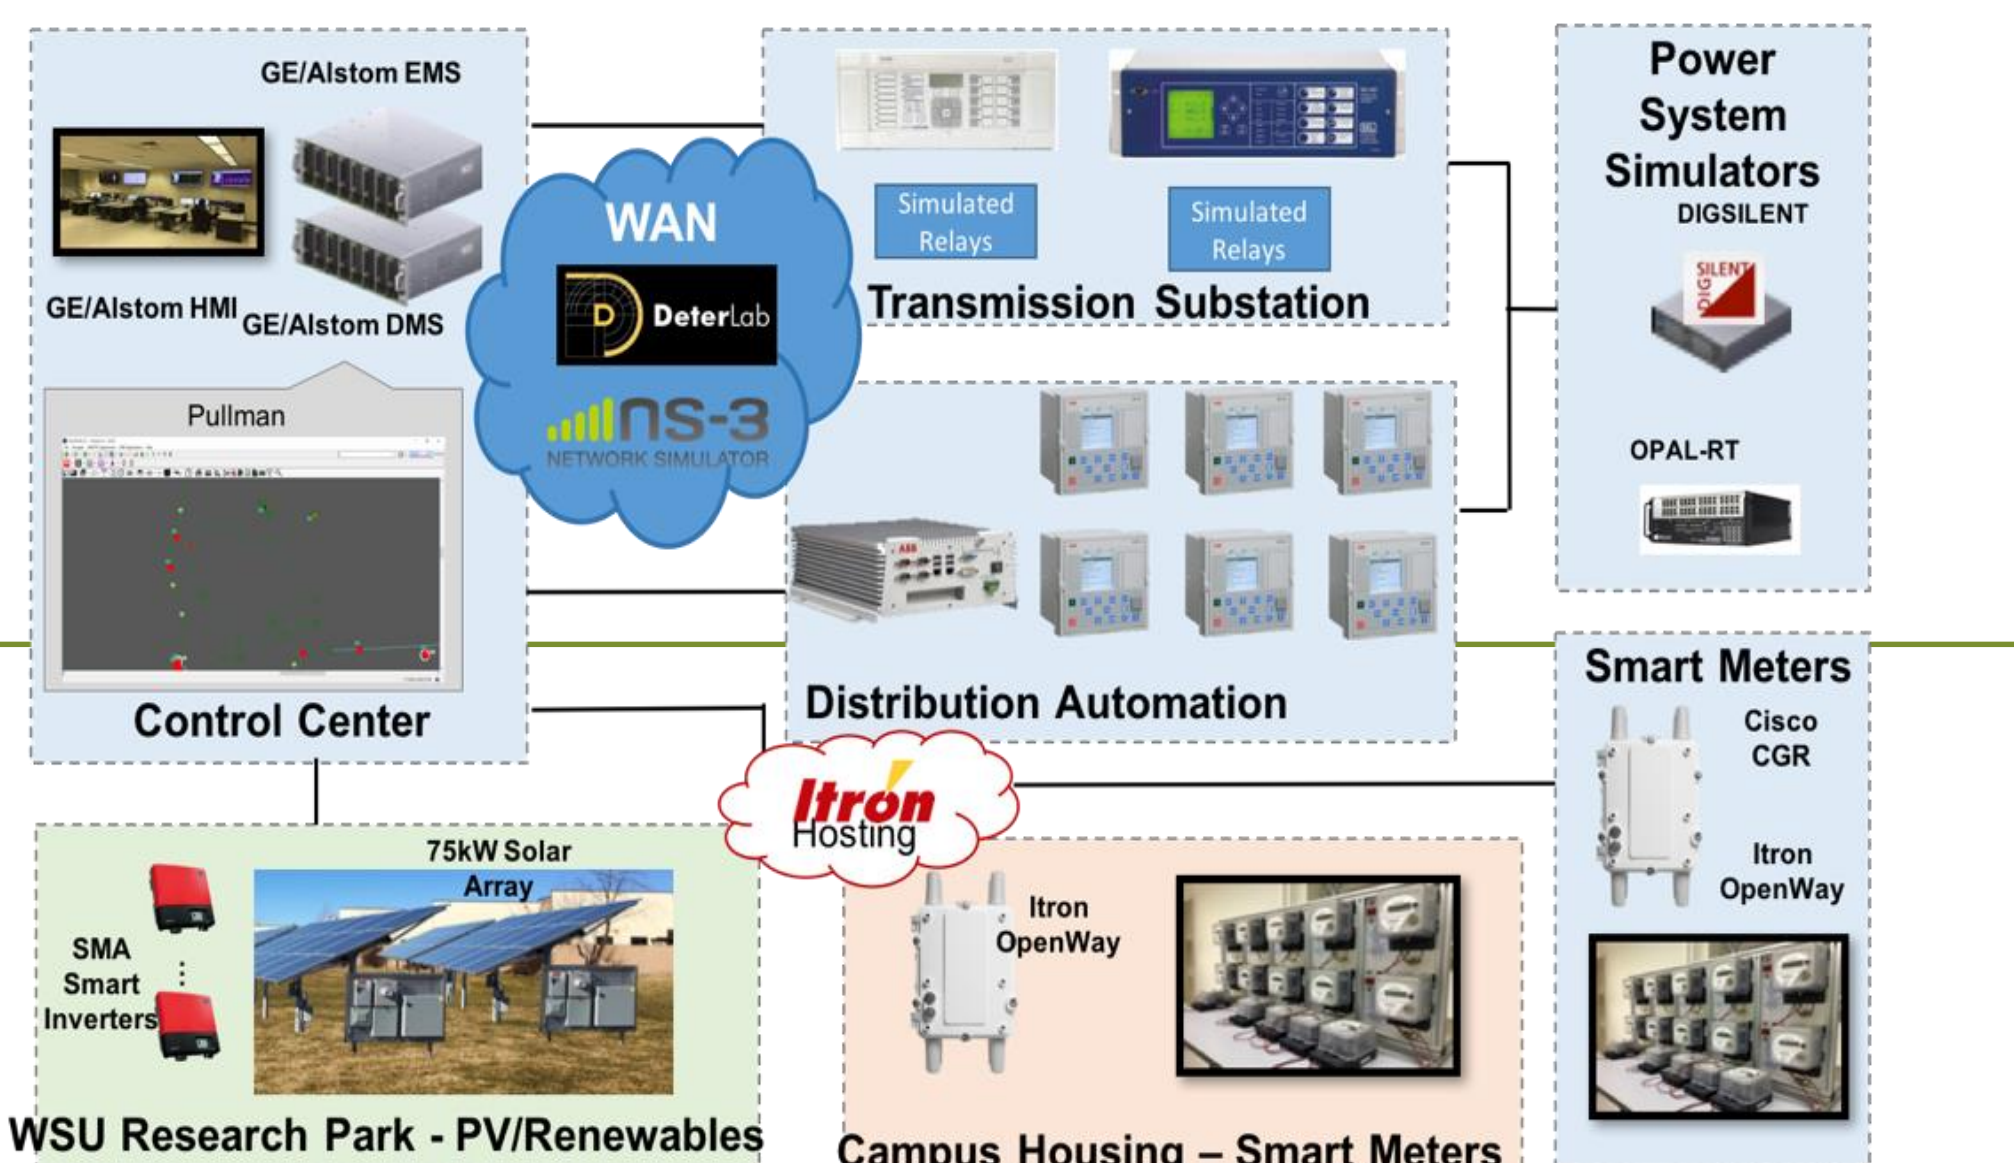 GE/Alstom EMS
GE/Alstom HMI
GE/Alstom DMS
Pullman
Control Center
WAN
DeterLab
ns-3
NETWORK SIMULATOR
Simulated
Relays
Simulated
Relays
Transmission Substation
ABB
Distribution Automation
Power
System
Simulators
DIGSILENT
DIG
SILENT
OPAL-RT
Smart Meters
Cisco
CGR
Itron
OpenWay
Itron
Hosting
75kW Solar
Array
SMA
Smart
Inverters
WSU Research Park - PV/Renewables
Itron
OpenWay
Campus Housing – Smart Meters